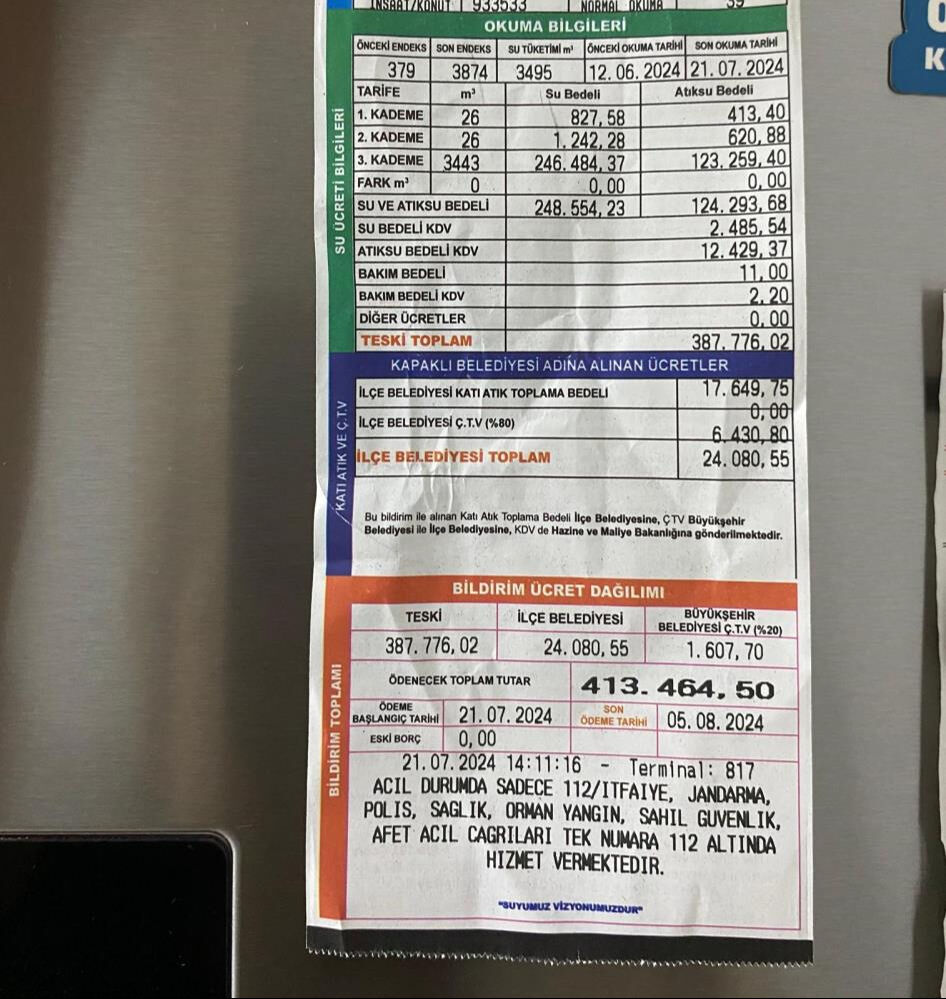 INŞAAT/KONUT 933533 NORMAL OKUMA 39
OKUMA BİLGİLERİ
ÖNCEKİ ENDEKS SON ENDEKS SU TÜKETİMİ m³ ÖNCEKİ OKUMA TARİHİ SON OKUMA TARİHİ
379 3874 3495 12.06.2024 21.07.2024
TARİFE m³ Su Bedeli Atıksu Bedeli
1. KADEME 26 827,58 413,40
2. KADEME 26 1.242,28 620,88
3. KADEME 3443 246.484,37 123.259,40
FARK m³ 0 0,00 0,00
SU VE ATIKSU BEDELİ 248.554,23 124.293,68
SU BEDELİ KDV 2.485,54
ATIKSU BEDELİ KDV 12.429,37
BAKIM BEDELİ 11,00
BAKIM BEDELİ KDV 2,20
DİĞER ÜCRETLER 0,00
TESKİ TOPLAM 387.776,02
SU ÜCRETİ BİLGİLERİ
KAPAKLI BELEDİYESİ ADINA ALINAN ÜCRETLER
İLÇE BELEDİYESİ KATI ATIK TOPLAMA BEDELİ 17.649,75
0,00
İLÇE BELEDİYESİ Ç.T.V (%80) 6.430,80
İLÇE BELEDİYESİ TOPLAM 24.080,55
KATI ATIK VE Ç.T.V
Bu bildirim ile alınan Katı Atık Toplama Bedeli İlçe Belediyesine, ÇTV Büyükşehir
Belediyesi ile İlçe Belediyesine, KDV de Hazine ve Maliye Bakanlığına gönderilmektedir.
BİLDİRİM ÜCRET DAĞILIMI
TESKİ İLÇE BELEDİYESİ BÜYÜKŞEHİR
BELEDİYESİ Ç.T.V (%20)
387.776,02 24.080,55 1.607,70
ÖDENECEK TOPLAM TUTAR 413.464,50
ÖDEME
BAŞLANGIÇ TARİHİ 21.07.2024 SON
ÖDEME TARİHİ 05.08.2024
ESKİ BORÇ 0,00
BİLDİRİM TOPLAMI
21.07.2024 14:11:16 - Terminal: 817
ACIL DURUMDA SADECE 112/ITFAIYE, JANDARMA,
POLIS, SAGLIK, ORMAN YANGIN, SAHIL GUVENLIK,
AFET ACIL CAGRILARI TEK NUMARA 112 ALTINDA
HIZMET VERMEKTEDIR.
"SUYUMUZ VİZYONUMUZDUR"